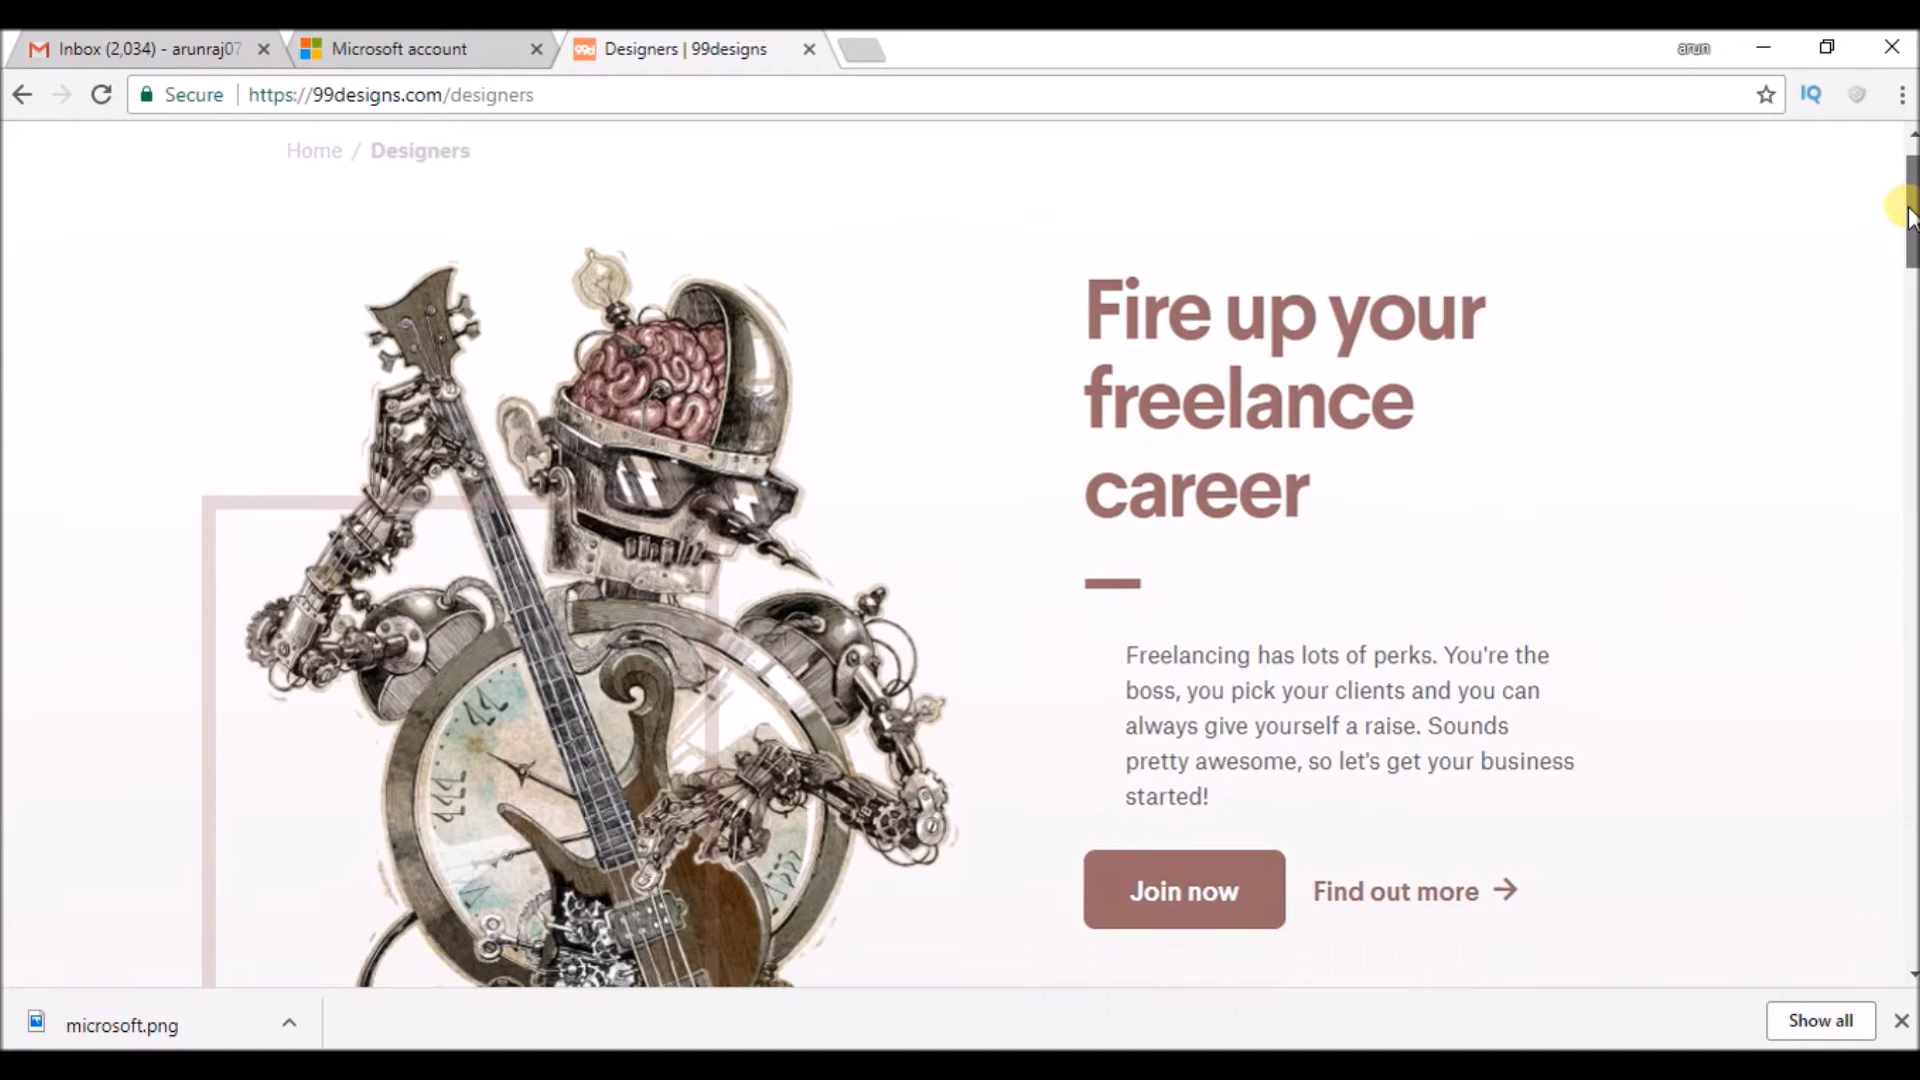 Inbox (2,034) - arunraj07
Microsoft account
99d
Designers | 99designs
arun
Secure
https://99designs.com/designers
IQ
Home / Designers
Fire up your
freelance
career
Freelancing has lots of perks. You're the
boss, you pick your clients and you can
always give yourself a raise. Sounds
pretty awesome, so let's get your business
started!
Join now
Find out more →
microsoft.png
Show all